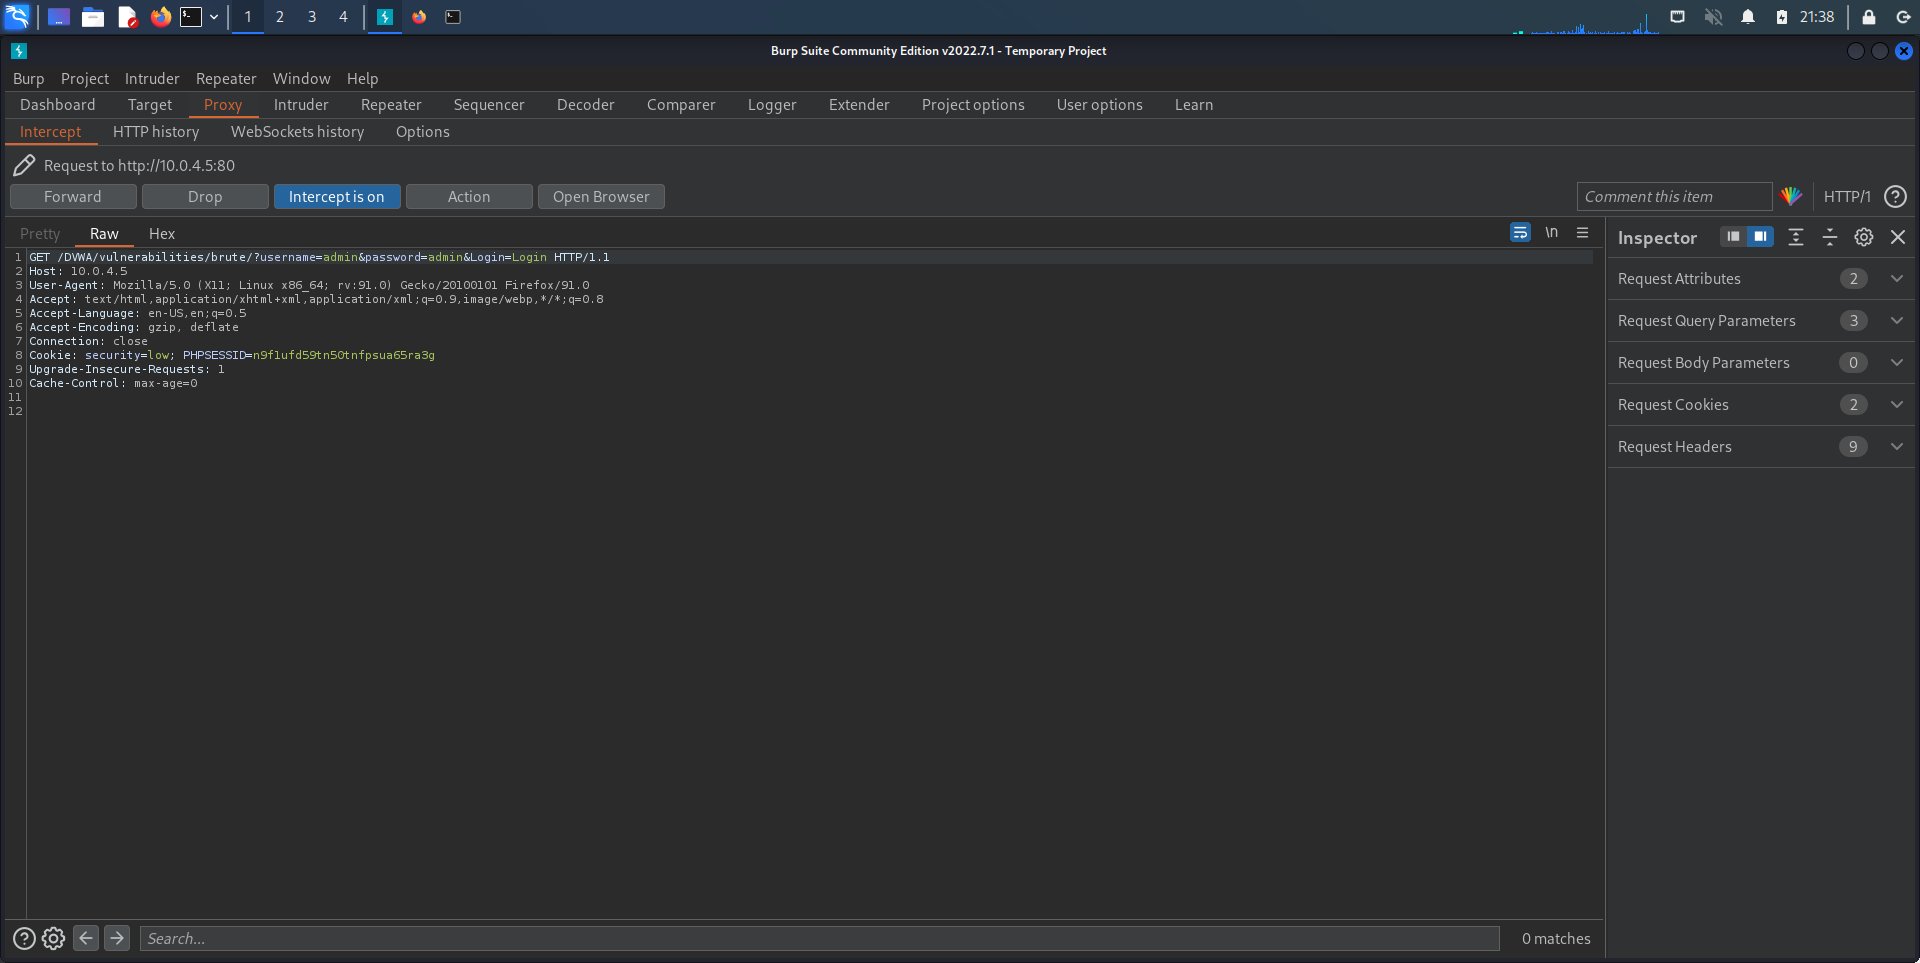 1 2 3 4
21:38
Burp Suite Community Edition v2022.7.1 - Temporary Project
Burp Project Intruder Repeater Window Help
Dashboard Target Proxy Intruder Repeater Sequencer Decoder Comparer Logger Extender Project options User options Learn
Intercept HTTP history WebSockets history Options
Request to http://10.0.4.5:80
Forward Drop Intercept is on Action Open Browser Comment this item HTTP/1 ?
Pretty Raw Hex \n
Inspector
1 GET /DVWA/vulnerabilities/brute/?username=admin&password=admin&Login=Login HTTP/1.1
2 Host: 10.0.4.5
3 User-Agent: Mozilla/5.0 (X11; Linux x86_64; rv:91.0) Gecko/20100101 Firefox/91.0
4 Accept: text/html,application/xhtml+xml,application/xml;q=0.9,image/webp,*/*;q=0.8
5 Accept-Language: en-US,en;q=0.5
6 Accept-Encoding: gzip, deflate
7 Connection: close
8 Cookie: security=low; PHPSESSID=n9f1ufd59tn50tnfpsua65ra3g
9 Upgrade-Insecure-Requests: 1
10 Cache-Control: max-age=0
11
12
Request Attributes 2
Request Query Parameters 3
Request Body Parameters 0
Request Cookies 2
Request Headers 9
? Search... 0 matches